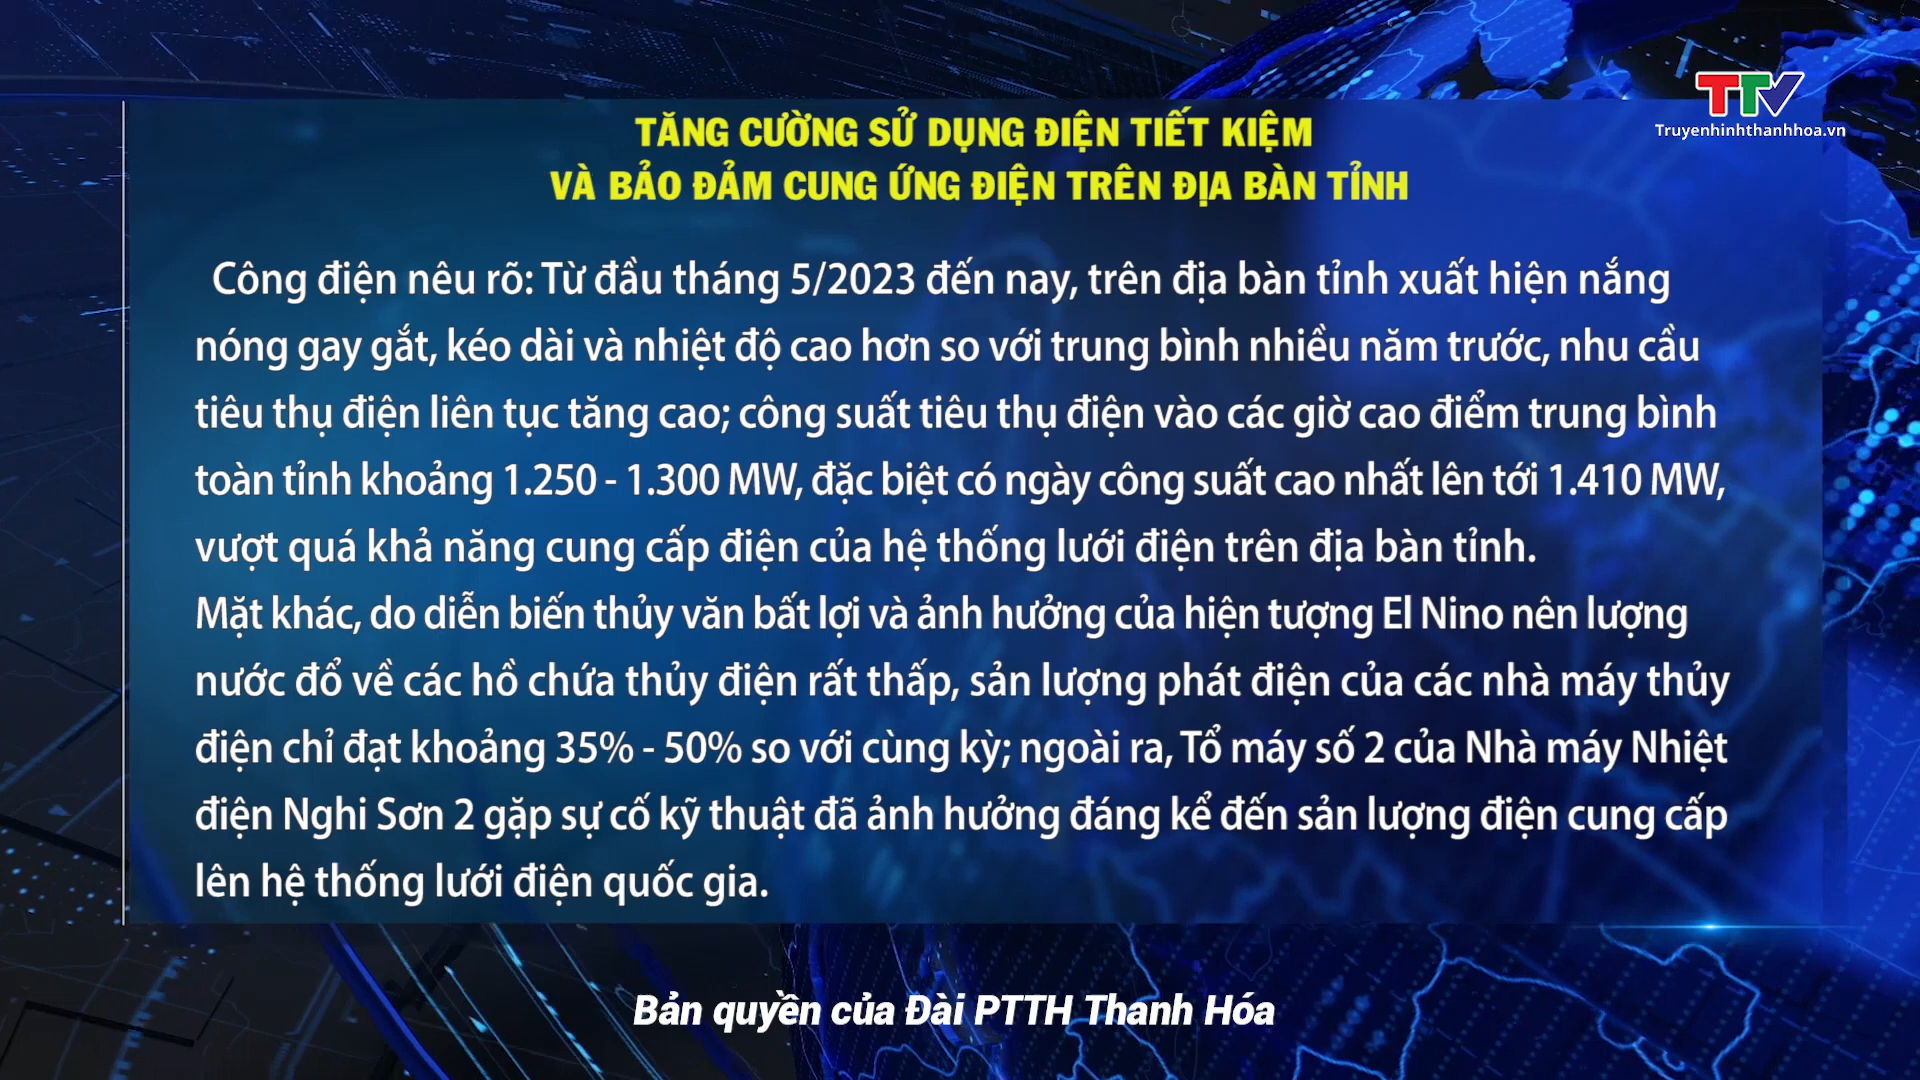 TTV
Truyenhinhthanhhoa.vn
TĂNG CƯỜNG SỬ DỤNG ĐIỆN TIẾT KIỆM
VÀ BẢO ĐẢM CUNG ỨNG ĐIỆN TRÊN ĐỊA BÀN TỈNH
Công điện nêu rõ: Từ đầu tháng 5/2023 đến nay, trên địa bàn tỉnh xuất hiện nắng
nóng gay gắt, kéo dài và nhiệt độ cao hơn so với trung bình nhiều năm trước, nhu cầu
tiêu thụ điện liên tục tăng cao; công suất tiêu thụ điện vào các giờ cao điểm trung bình
toàn tỉnh khoảng 1.250 - 1.300 MW, đặc biệt có ngày công suất cao nhất lên tới 1.410 MW,
vượt quá khả năng cung cấp điện của hệ thống lưới điện trên địa bàn tỉnh.
Mặt khác, do diễn biến thủy văn bất lợi và ảnh hưởng của hiện tượng El Nino nên lượng
nước đổ về các hồ chứa thủy điện rất thấp, sản lượng phát điện của các nhà máy thủy
điện chỉ đạt khoảng 35% - 50% so với cùng kỳ; ngoài ra, Tổ máy số 2 của Nhà máy Nhiệt
điện Nghi Sơn 2 gặp sự cố kỹ thuật đã ảnh hưởng đáng kể đến sản lượng điện cung cấp
lên hệ thống lưới điện quốc gia.
Bản quyền của Đài PTTH Thanh Hóa